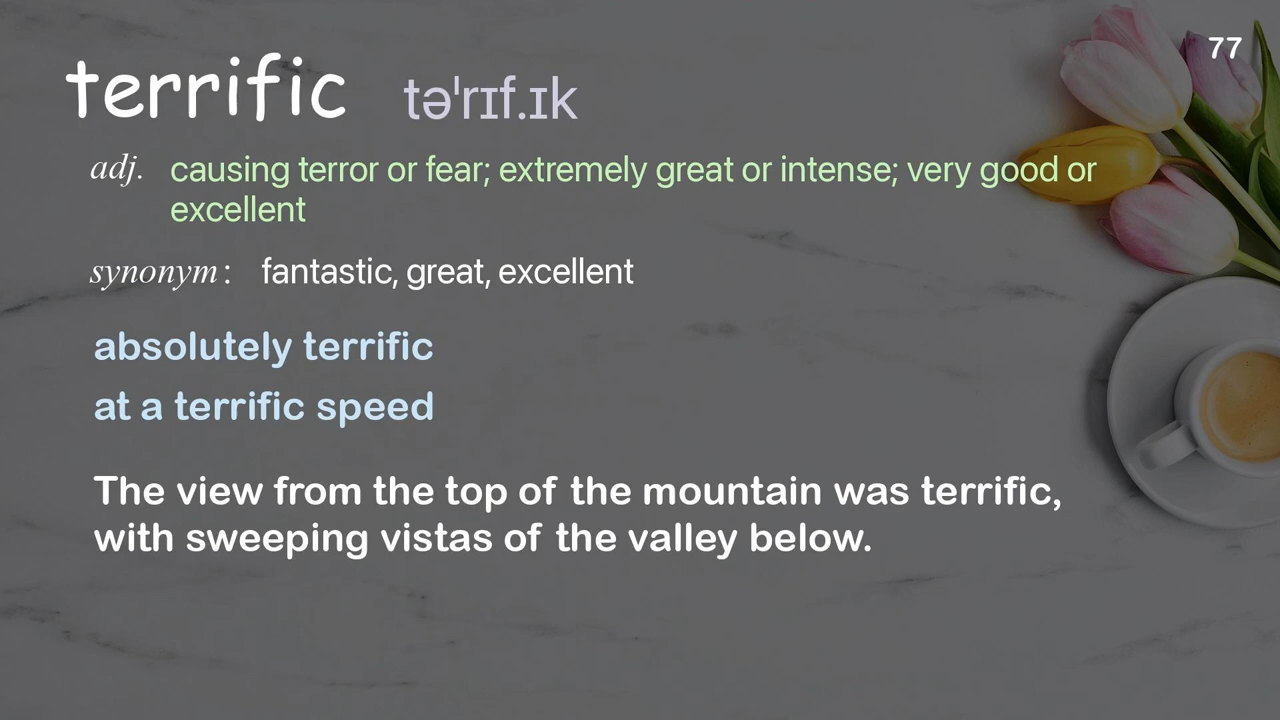 77
terrific təˈrɪf.ɪk
adj. causing terror or fear; extremely great or intense; very good or
excellent
synonym: fantastic, great, excellent
absolutely terrific
at a terrific speed
The view from the top of the mountain was terrific,
with sweeping vistas of the valley below.